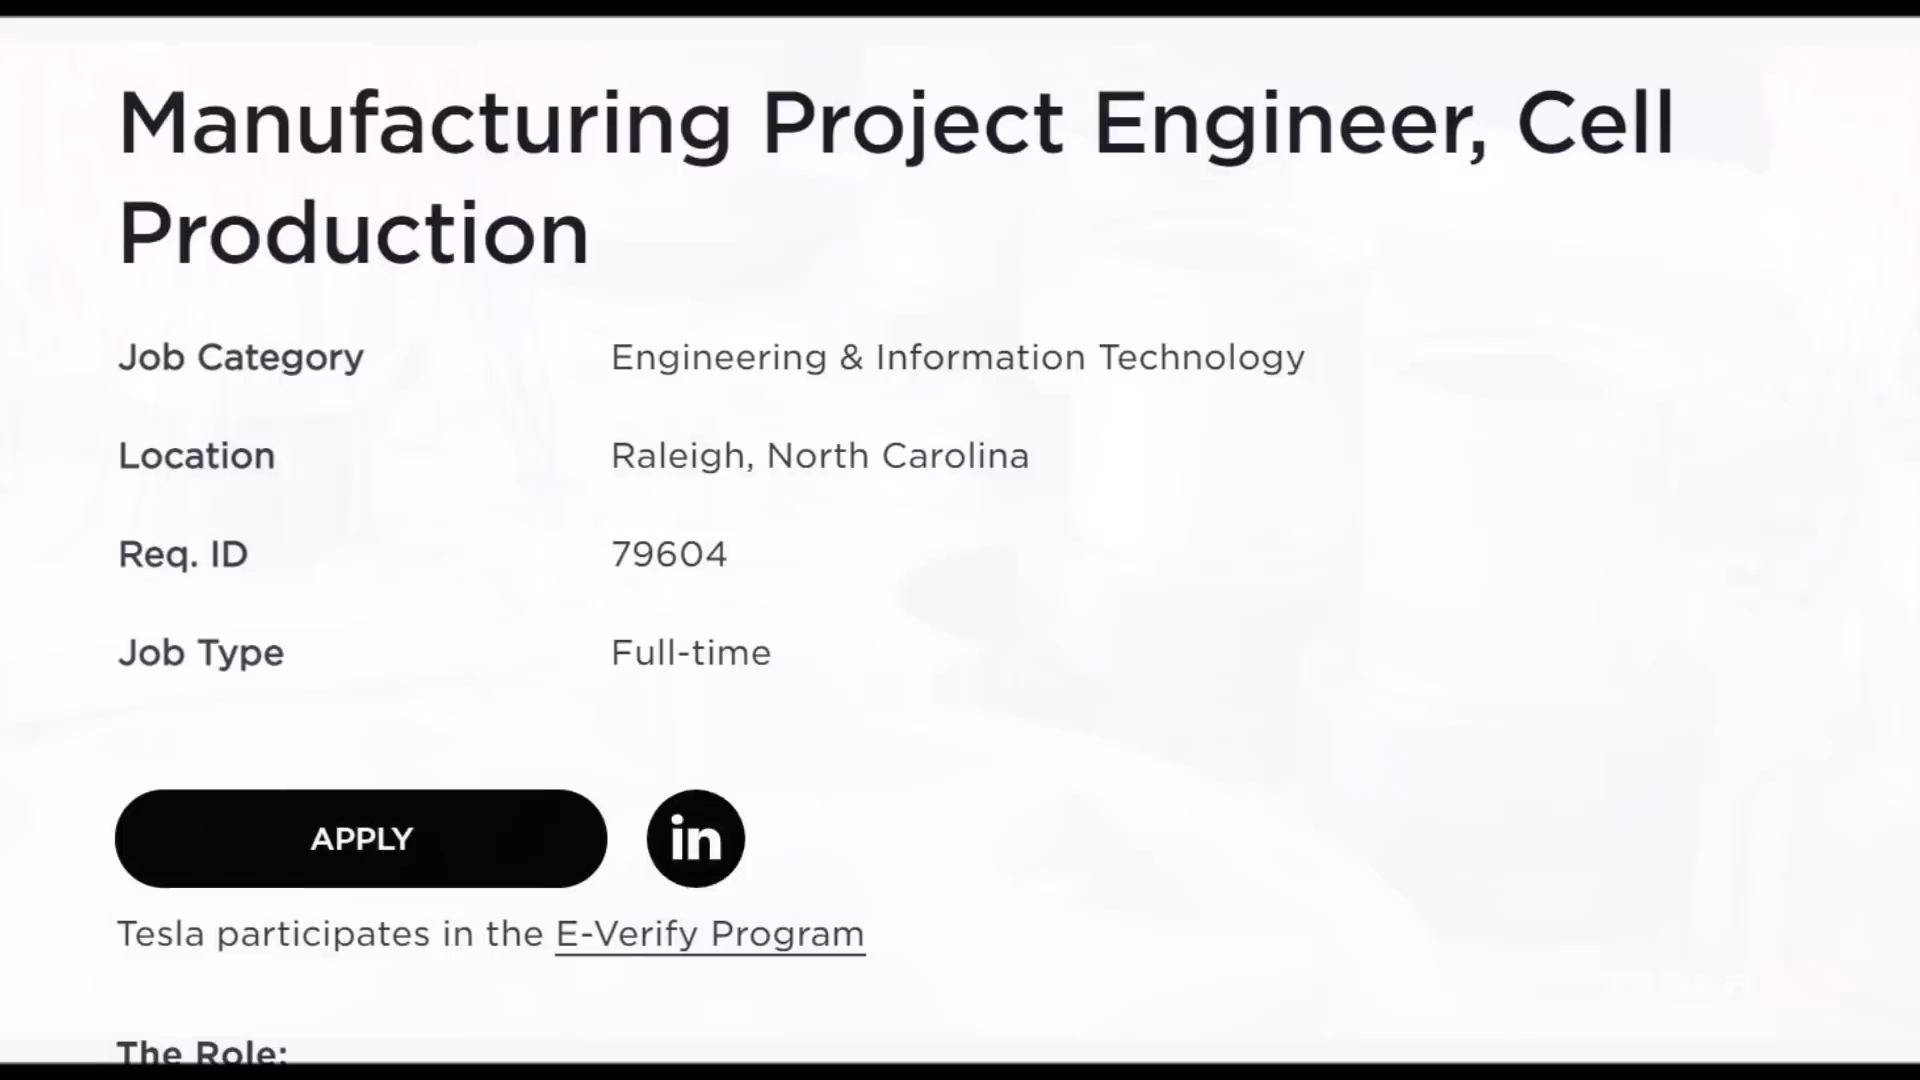 Manufacturing Project Engineer, Cell
Production
Job Category Engineering & Information Technology
Location Raleigh, North Carolina
Req. ID 79604
Job Type Full-time
APPLY in
Tesla participates in the E-Verify Program
The Role: